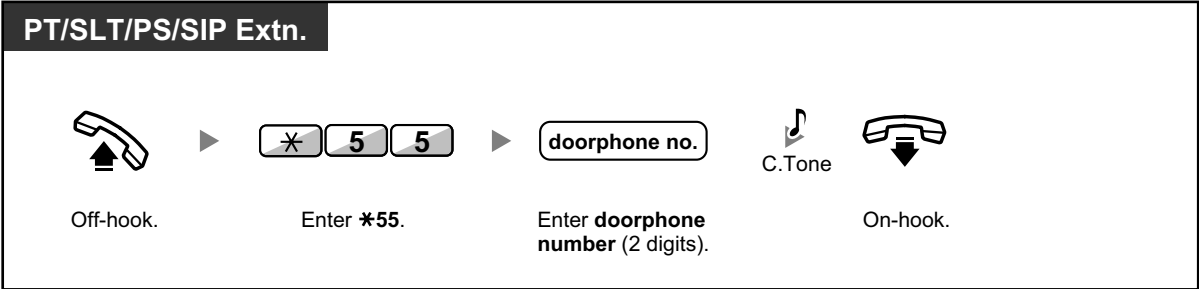 PT/SLT/PS/SIP Extn.
✕ 5 5
doorphone no.
C.Tone
Off-hook.
Enter ✕55.
Enter doorphone
number (2 digits).
On-hook.